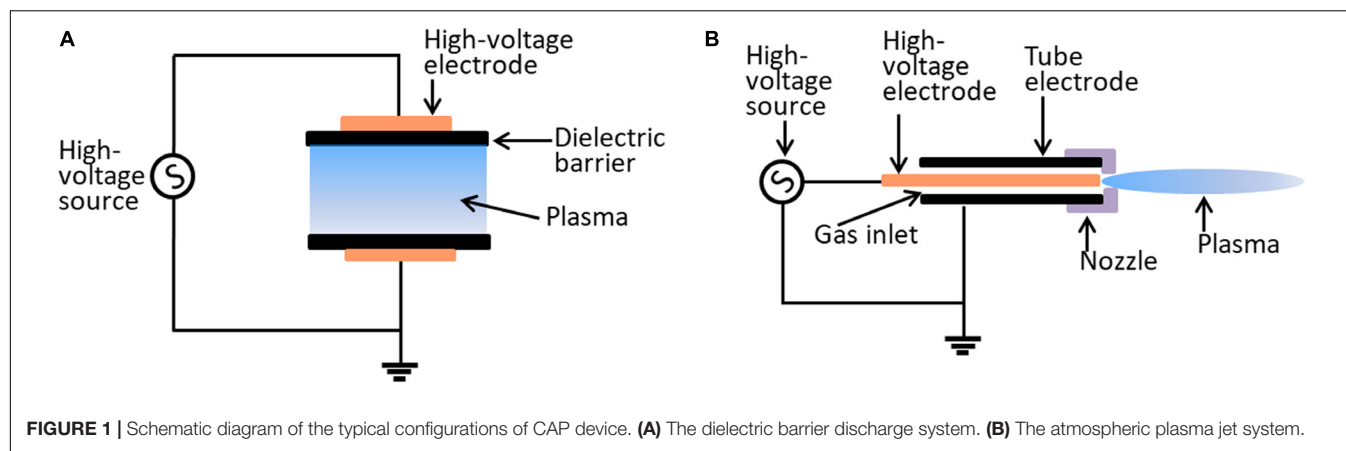 A
High-voltage
electrode
High-
voltage
source
S
Dielectric
barrier
Plasma
B
High-
voltage
source
High-
voltage
electrode
Tube
electrode
S
Gas inlet
Nozzle
Plasma
FIGURE 1 | Schematic diagram of the typical configurations of CAP device. (A) The dielectric barrier discharge system. (B) The atmospheric plasma jet system.